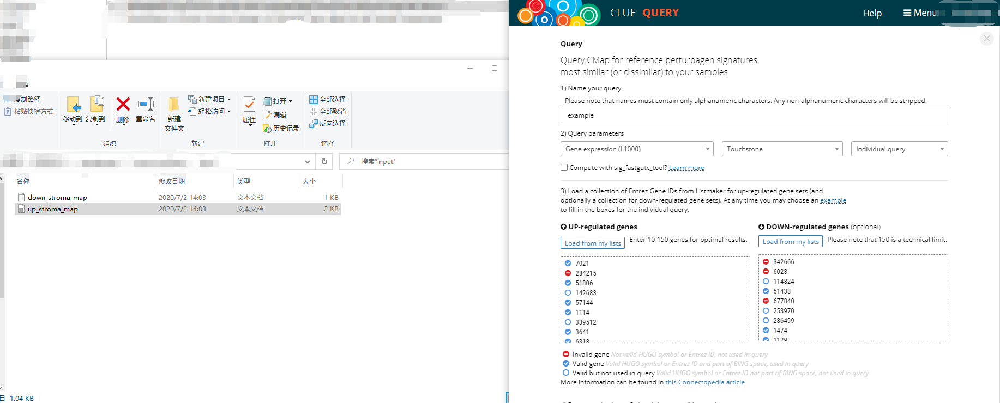 复制路径
粘贴快捷方式
移动到
复制到
删除
重命名
组织
新建
文件夹
新建项目
轻松访问
新建
属性
打开
编辑
历史记录
打开
全部选择
全部取消
反向选择
选择
搜索"input"
名称 修改日期 类型 大小
down_stroma_map 2020/7/2 14:03 文本文档 1 KB
up_stroma_map 2020/7/2 14:03 文本文档 2 KB
1.04 KB
CLUE QUERY
Help
Menu
Query
Query CMap for reference perturbagen signatures
most similar (or dissimilar) to your samples
1) Name your query
Please note that names must contain only alphanumeric characters. Any non-alphanumeric characters will be stripped.
example
2) Query parameters
Gene expression (L1000) Touchstone Individual query
Compute with sig_fastgutc_tool? Learn more
3) Load a collection of Entrez Gene IDs from Listmaker for up-regulated gene sets (and
optionally a collection for down-regulated gene sets). At any time you may choose an example
to fill in the boxes for the individual query.
UP-regulated genes
Load from my lists Enter 10-150 genes for optimal results.
7021
284215
51806
142683
57144
1114
339512
3641
6318
DOWN-regulated genes (optional)
Load from my lists Please note that 150 is a technical limit.
342666
6023
114824
51438
677840
253970
286499
1474
1129
Invalid gene Not valid HUGO symbol or Entrez ID, not used in query
Valid gene Valid HUGO symbol or Entrez ID and part of BING space, used in query
Valid but not used in query Valid HUGO symbol or Entrez ID not part of BING space, not used in query
More information can be found in this Connectopedia article